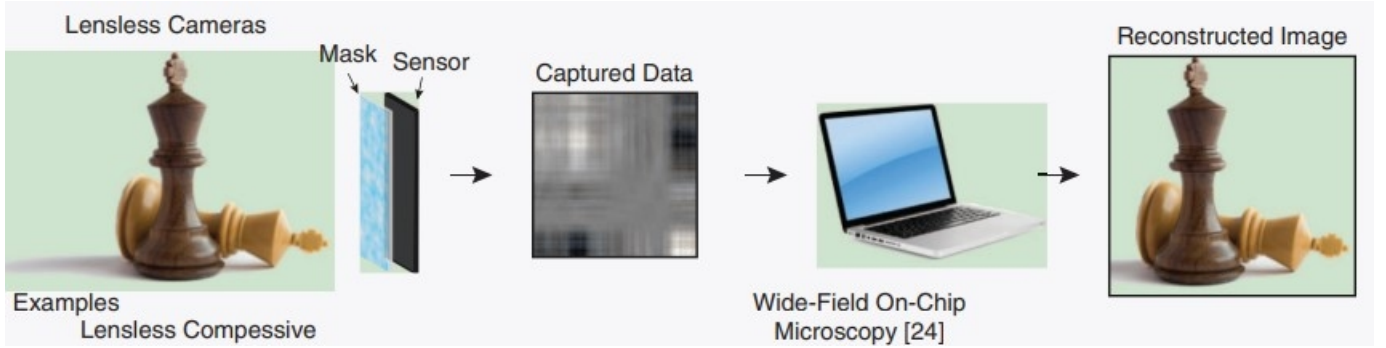 Lensless Cameras
Mask
Sensor
Captured Data
Reconstructed Image
Examples
Lensless Compessive
Wide-Field On-Chip
Microscopy [24]